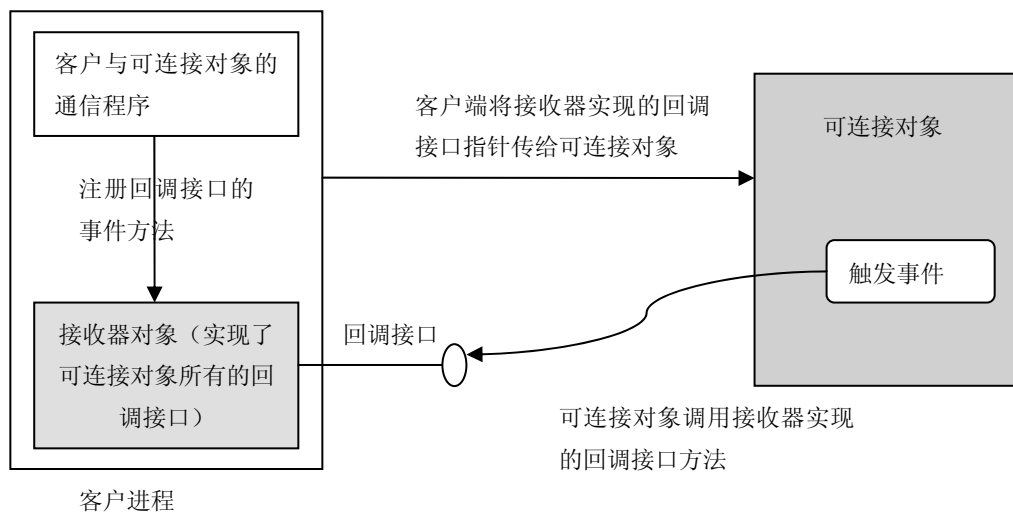 客户与可连接对象的
通信程序
注册回调接口的
事件方法
接收器对象（实现了
可连接对象所有的回
调接口）
客户进程
客户端将接收器实现的回调
接口指针传给可连接对象
回调接口
可连接对象
触发事件
可连接对象调用接收器实现
的回调接口方法